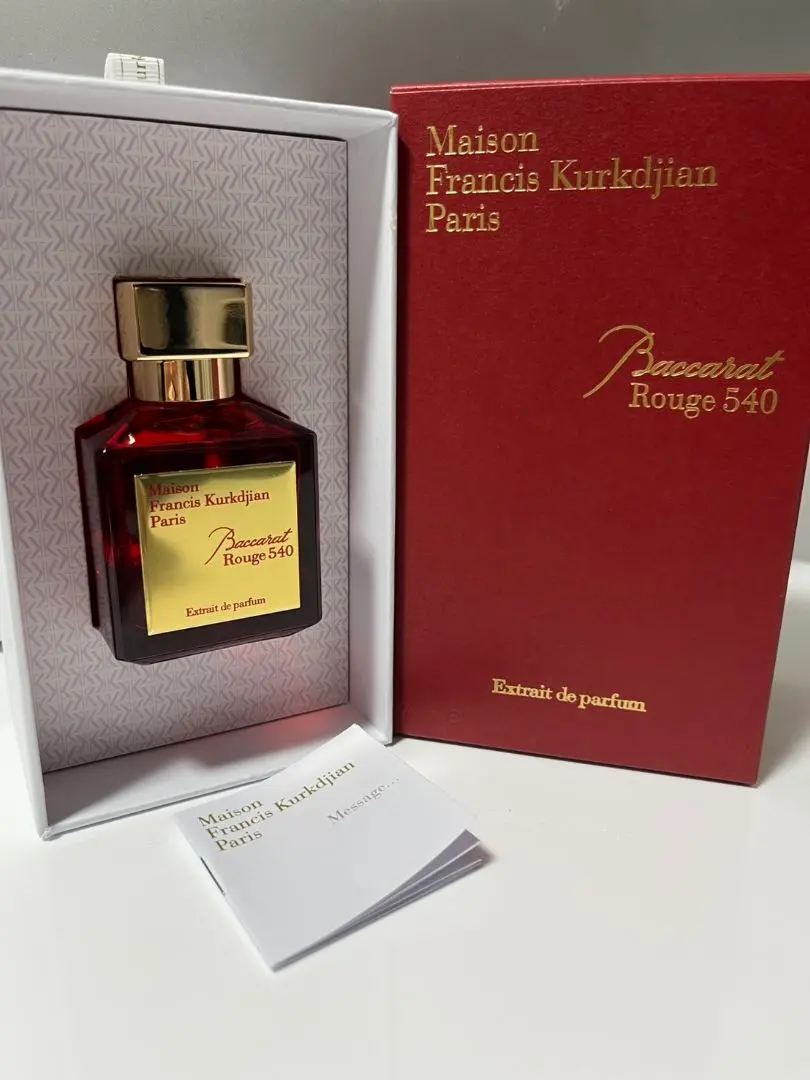 Maison
Francis Kurkdjian
Paris
Baccarat
Rouge 540
Extrait de parfum
Maison
Francis Kurkdjian
Paris
Baccarat
Rouge 540
Extrait de parfum
Maison
Francis Kurkdjian
Paris
Message...